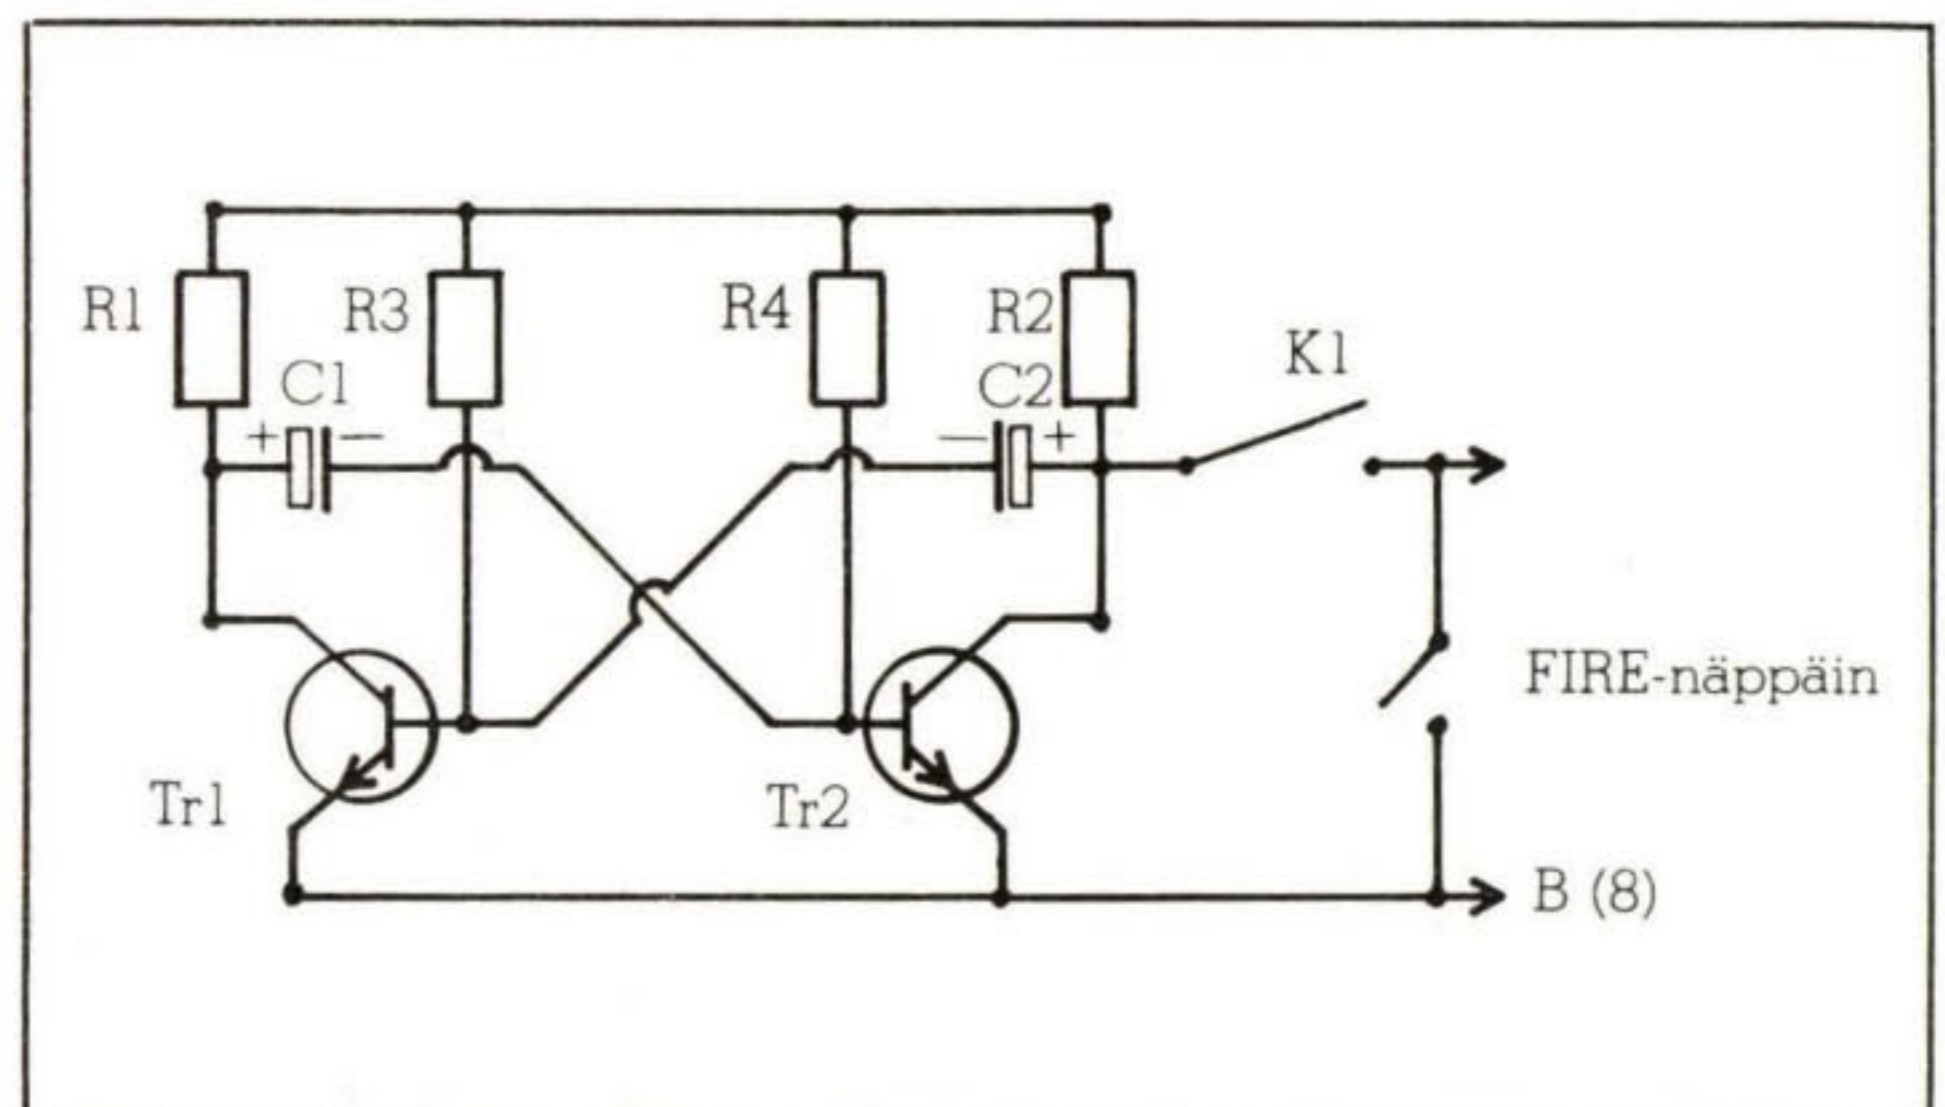 R1
R3
R4
R2
K1
C1
C2
+ —
— +
FIRE-näppäin
Tr1
Tr2
B (8)